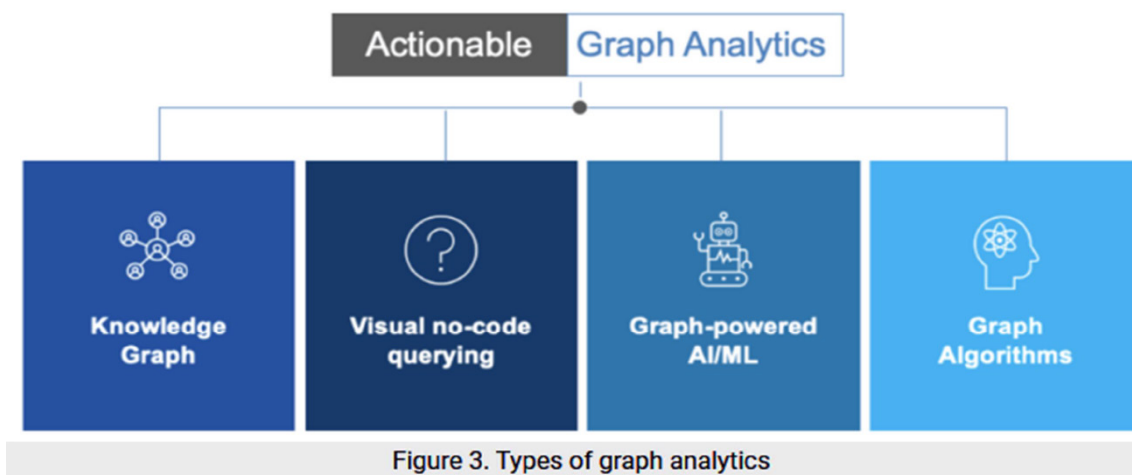 Actionable Graph Analytics
Knowledge
Graph
Visual no-code
querying
Graph-powered
AI/ML
Graph
Algorithms
Figure 3. Types of graph analytics